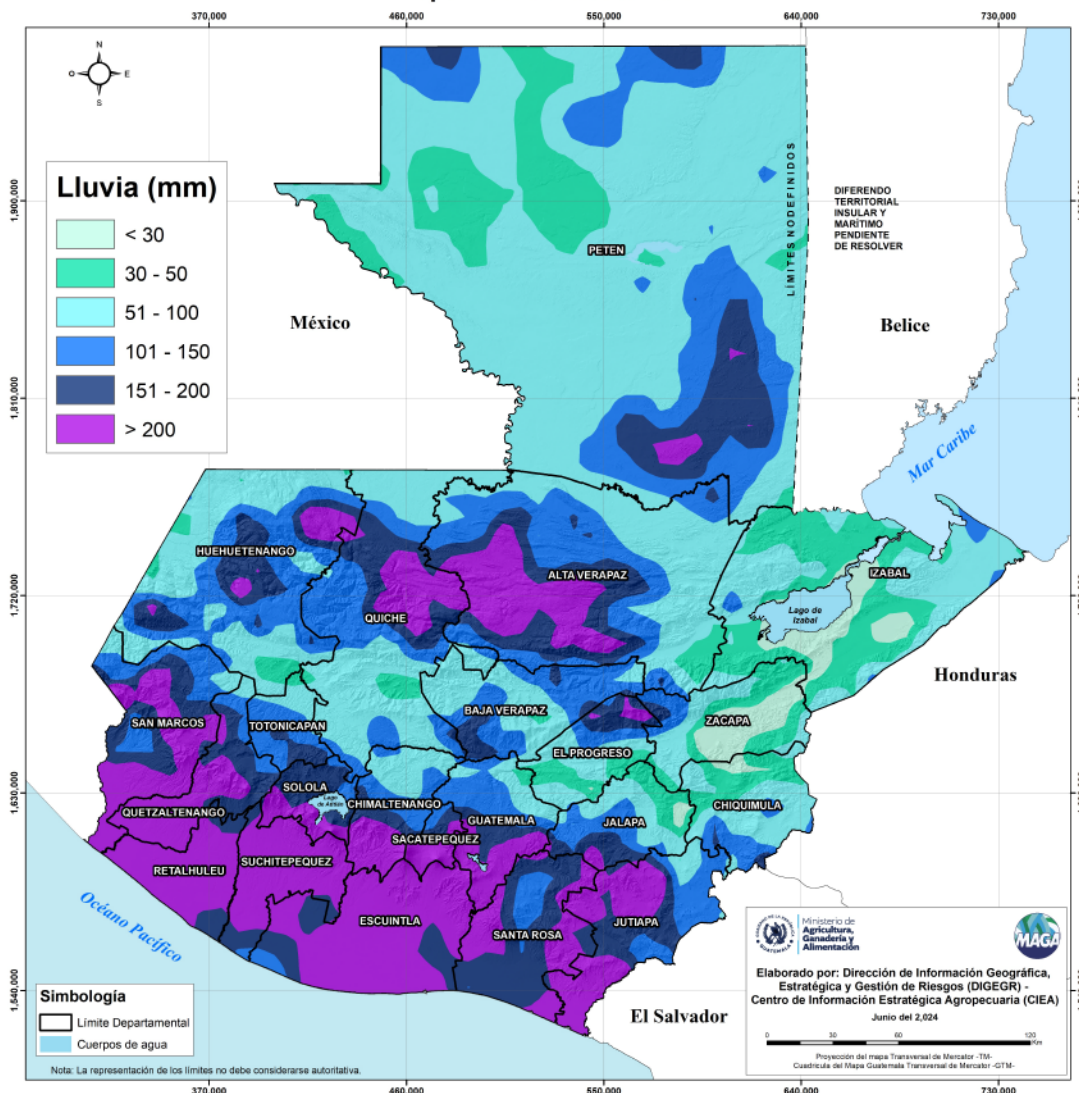 370,000
460,000
550,000
640,000
730,000
N
O
E
S
Lluvia (mm)
< 30
30 - 50
51 - 100
101 - 150
151 - 200
> 200
1,900,000
1,810,000
1,720,000
1,630,000
1,540,000
LÍMITES NODEFINIDOS
DIFERENDO
TERRITORIAL
INSULAR Y
MARÍTIMO
PENDIENTE
DE RESOLVER
PETEN
México
Belice
Mar Caribe
HUEHUETENANGO
ALTA VERAPAZ
IZABAL
QUICHE
Lago de
Izabal
Honduras
SAN MARCOS
TOTONICAPAN
BAJA VERAPAZ
ZACAPA
EL PROGRESO
SOLOLA
Lago
de Atitlán
QUETZALTENANGO
CHIMALTENANGO
GUATEMALA
JALAPA
CHIQUIMULA
SACATEPEQUEZ
RETALHULEU
SUCHITEPEQUEZ
ESCUINTLA
SANTA ROSA
JUTIAPA
Océano Pacífico
El Salvador
Simbología
Límite Departamental
Cuerpos de agua
Nota: La representación de los límites no debe considerarse autoritativa.
Ministerio de
Agricultura,
Ganadería y
Alimentación
MAGA
Elaborado por: Dirección de Información Geográfica,
Estratégica y Gestión de Riesgos (DIGEGR) -
Centro de Información Estratégica Agropecuaria (CIEA)
Junio del 2,024
0 30 60 120
Km
Proyección del mapa Transversal de Mercator -TM-
Cuadricula del Mapa Guatemala Transversal de Mercator -GTM-
370,000
460,000
550,000
640,000
730,000